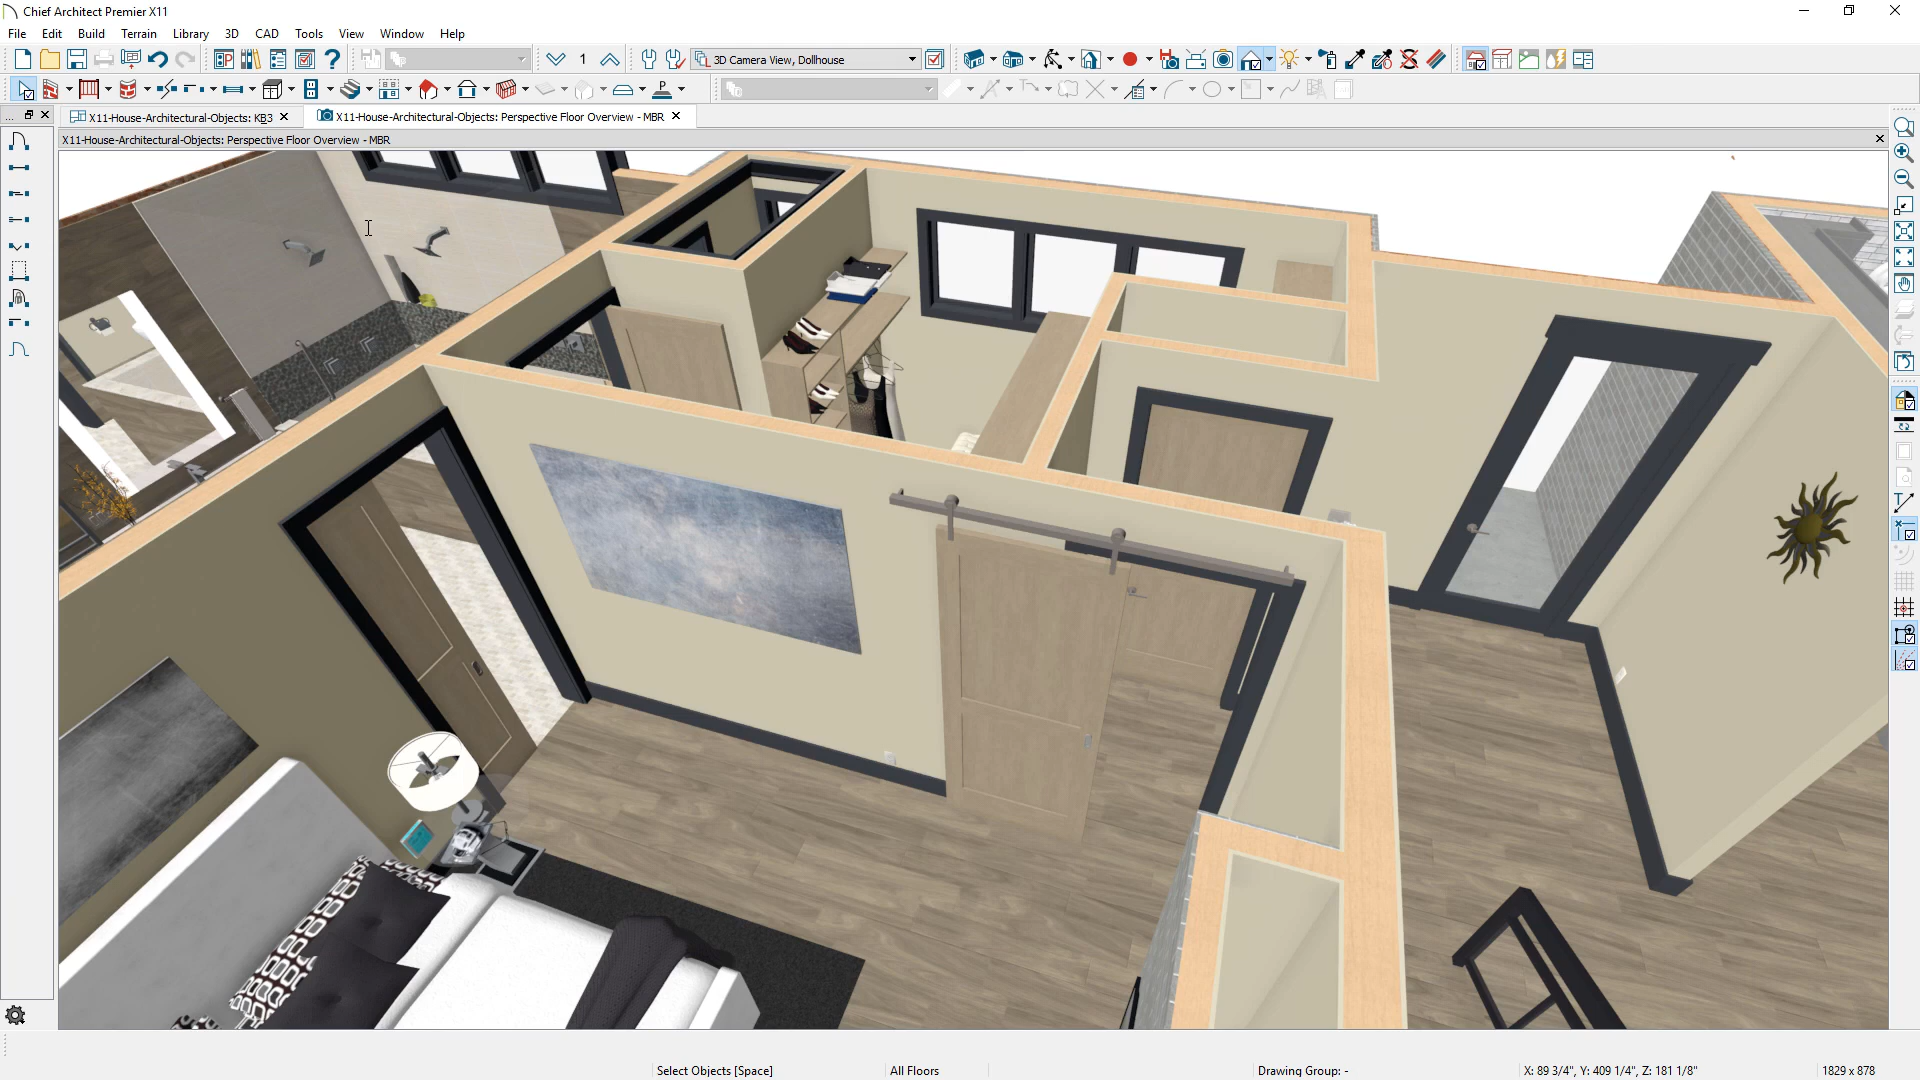 Chief Architect Premier X11
File Edit Build Terrain Library 3D CAD Tools View Window Help
1 3D Camera View, Dollhouse
... X11-House-Architectural-Objects: KB3 X11-House-Architectural-Objects: Perspective Floor Overview - MBR
X11-House-Architectural-Objects: Perspective Floor Overview - MBR
Select Objects [Space] All Floors Drawing Group: - X: 89 3/4", Y: 409 1/4", Z: 181 1/8" 1829 x 878